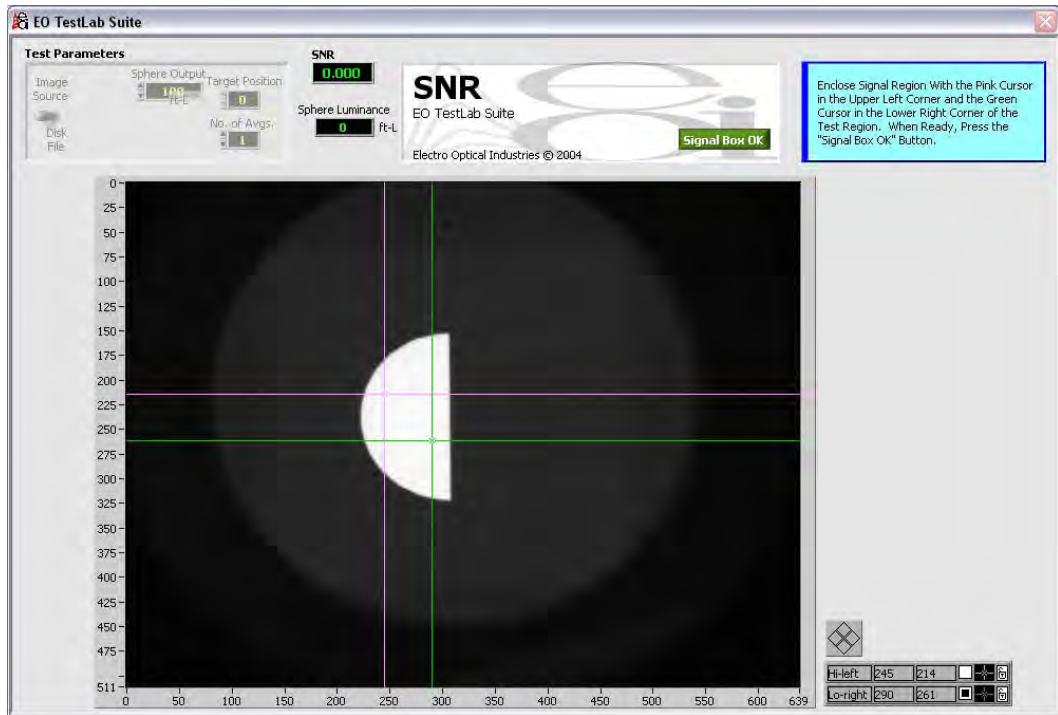 EO TestLab Suite
Test Parameters
Image Source
Disk File
Sphere Output
100
ft-L
Target Position
0
No. of Avgs.
1
SNR
0.000
Sphere Luminance
0 ft-L
SNR
EO TestLab Suite
Signal Box OK
Electro Optical Industries © 2004
Enclose Signal Region With the Pink Cursor
in the Upper Left Corner and the Green
Cursor in the Lower Right Corner of the
Test Region. When Ready, Press the
"Signal Box OK" Button.
0
25
50
75
100
125
150
175
200
225
250
275
300
325
350
375
400
425
450
475
511
0 50 100 150 200 250 300 350 400 450 500 550 600 639
Hi-left 245 214
Lo-right 290 261